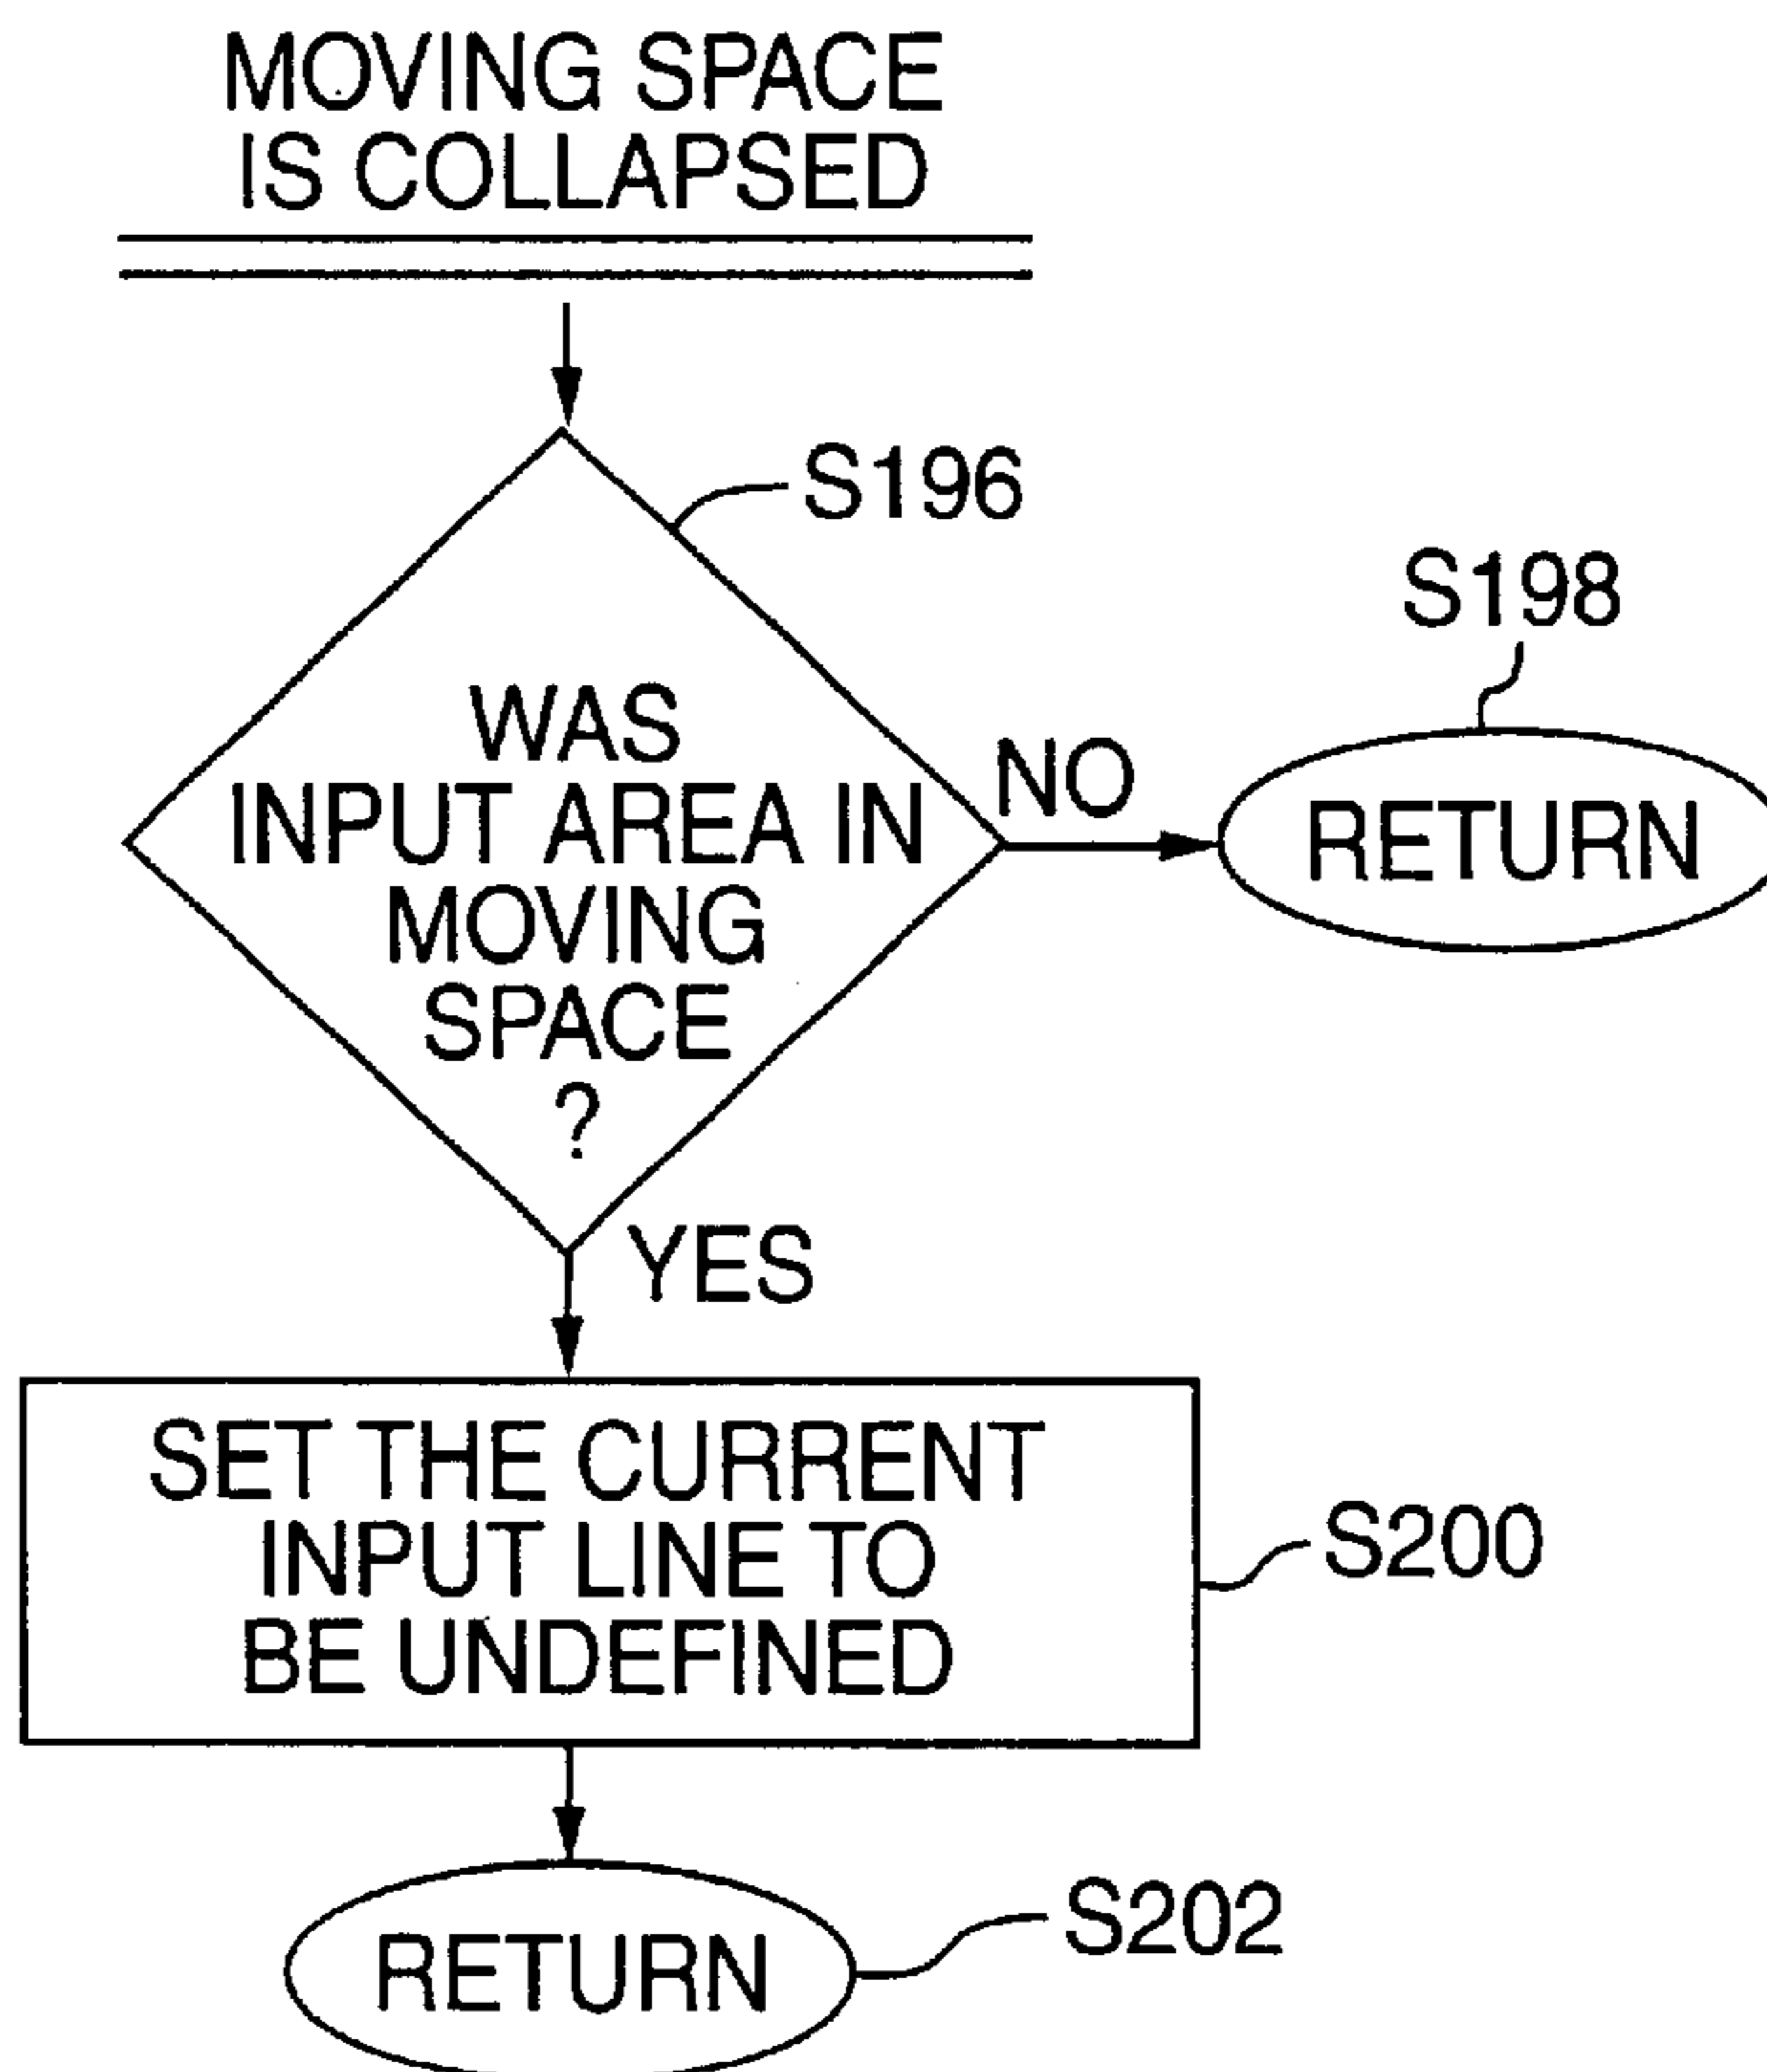 MOVING SPACE
IS COLLAPSED
S196
S198
WAS
INPUT AREA IN
MOVING
SPACE
?
NO
RETURN
YES
SET THE CURRENT
INPUT LINE TO
BE UNDEFINED
S200
RETURN
S202